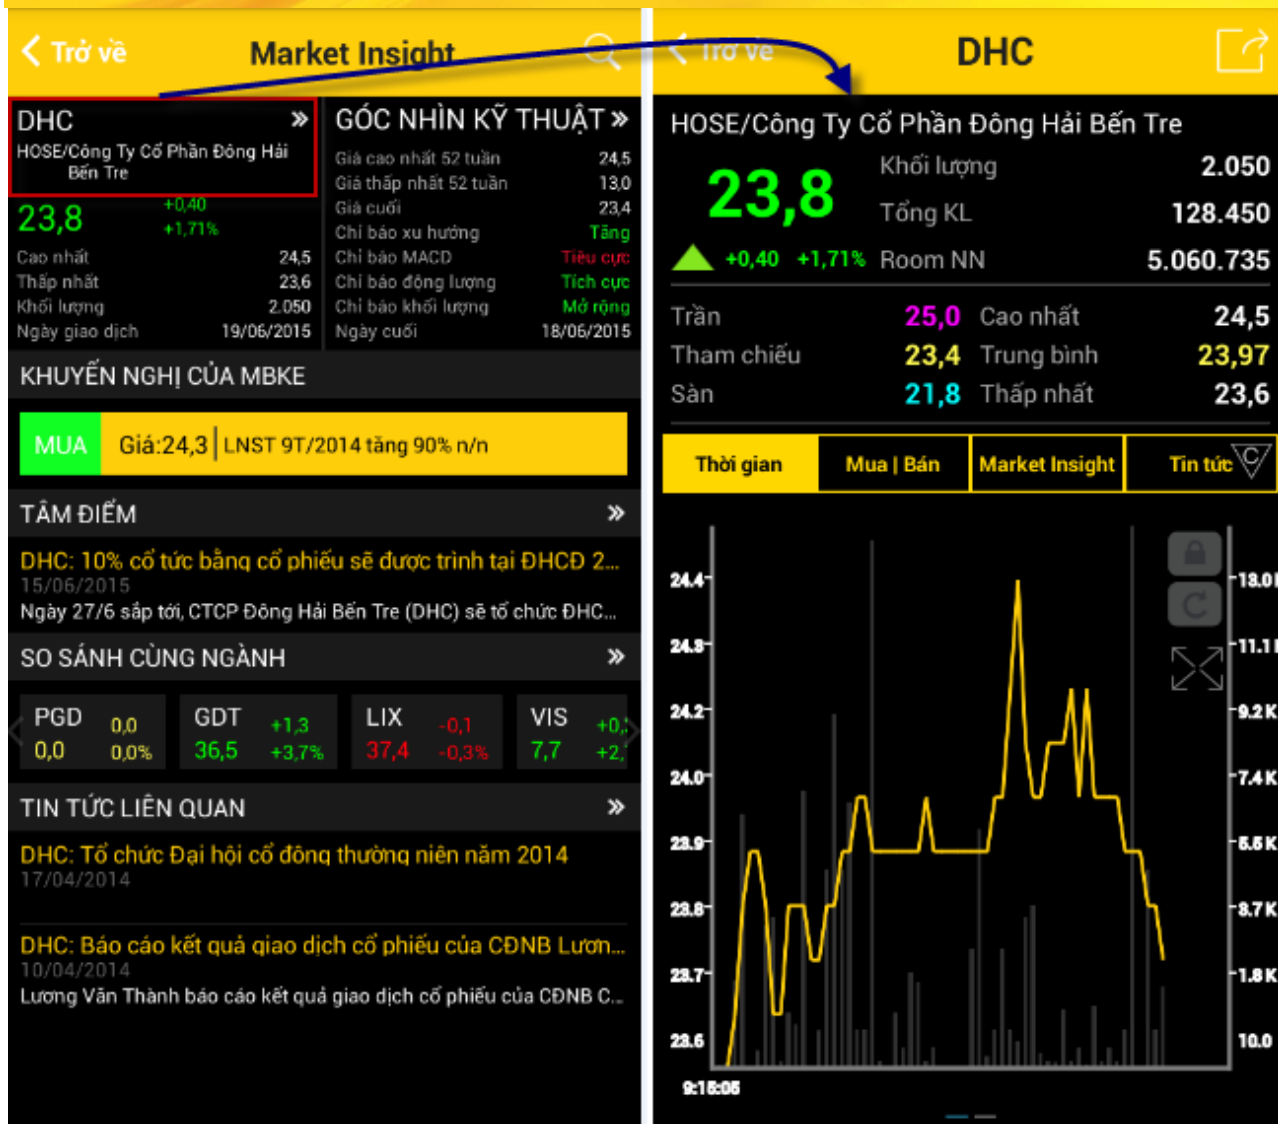 Trở về
Market Insight
DHC
HOSE/Công Ty Cổ Phần Đông Hải
Bến Tre
23,8
+0,40
+1,71%
Cao nhất 24,5
Thấp nhất 23,6
Khối lượng 2.050
Ngày giao dịch 19/06/2015
GÓC NHÌN KỸ THUẬT
Giá cao nhất 52 tuần 24,5
Giá thấp nhất 52 tuần 13,0
Giá cuối 23,4
Chỉ báo xu hướng Tăng
Chỉ báo MACD Tiêu cực
Chỉ báo động lượng Tích cực
Chỉ báo khối lượng Mở rộng
Ngày cuối 18/06/2015
KHUYẾN NGHỊ CỦA MBKE
MUA Giá:24,3 LNST 9T/2014 tăng 90% n/n
TÂM ĐIỂM
DHC: 10% cổ tức bằng cổ phiếu sẽ được trình tại ĐHCĐ 2...
15/06/2015
Ngày 27/6 sắp tới, CTCP Đông Hải Bến Tre (DHC) sẽ tổ chức ĐHC...
SO SÁNH CÙNG NGÀNH
PGD 0,0
0,0 0,0%
GDT +1,3
36,5 +3,7%
LIX -0,1
37,4 -0,3%
VIS +0,
7,7 +2,
TIN TỨC LIÊN QUAN
DHC: Tổ chức Đại hội cổ đông thường niên năm 2014
17/04/2014
DHC: Báo cáo kết quả giao dịch cổ phiếu của CĐNB Lươn...
10/04/2014
Lương Văn Thành báo cáo kết quả giao dịch cổ phiếu của CĐNB C...
Trở về
DHC
HOSE/Công Ty Cổ Phần Đông Hải Bến Tre
23,8
+0,40 +1,71%
Khối lượng 2.050
Tổng KL 128.450
Room NN 5.060.735
Trần 25,0 Cao nhất 24,5
Tham chiếu 23,4 Trung bình 23,97
Sàn 21,8 Thấp nhất 23,6
Thời gian Mua | Bán Market Insight Tin tức
C
24.4
24.3
24.2
24.0
23.9
23.8
23.7
23.6
9:15:05
9.2 K
7.4 K
1.8 K
10.0